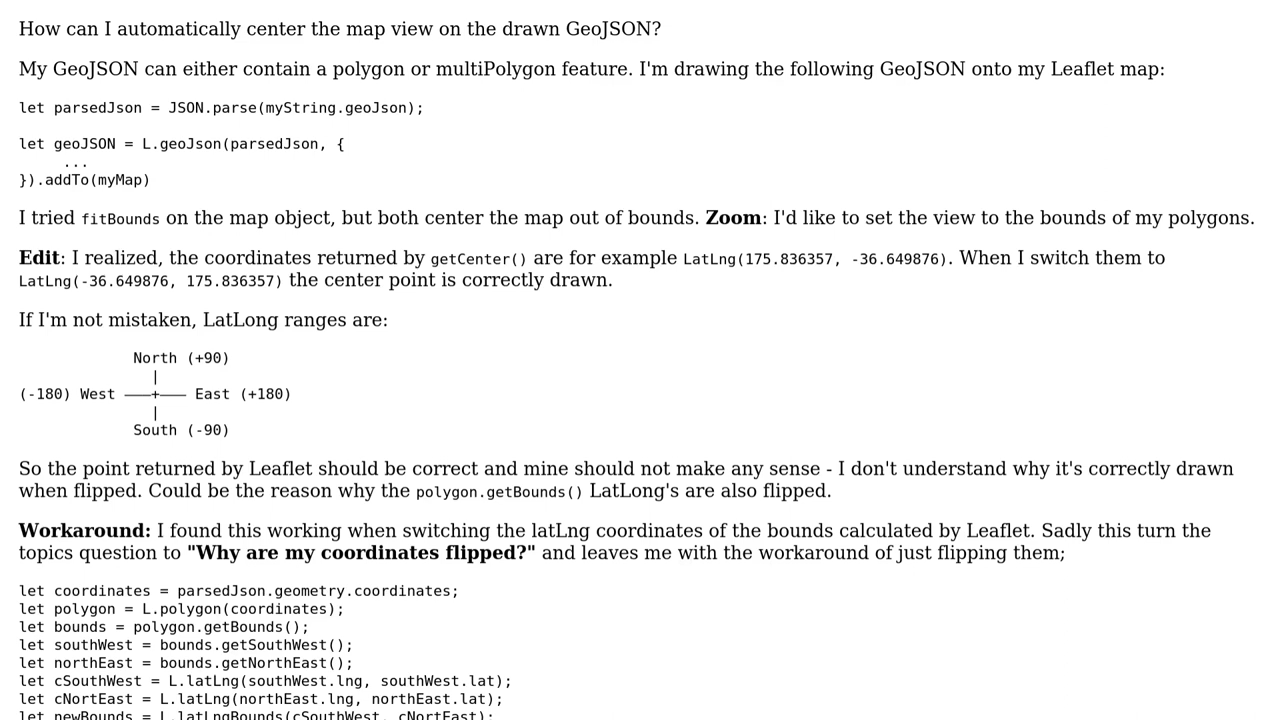 How can I automatically center the map view on the drawn GeoJSON?
My GeoJSON can either contain a polygon or multiPolygon feature. I'm drawing the following GeoJSON onto my Leaflet map:
let parsedJson = JSON.parse(myString.geoJson);
let geoJSON = L.geoJson(parsedJson, {
     ...
}).addTo(myMap)
I tried fitBounds on the map object, but both center the map out of bounds. Zoom: I'd like to set the view to the bounds of my polygons.
Edit: I realized, the coordinates returned by getCenter() are for example LatLng(175.836357, -36.649876). When I switch them to
LatLng(-36.649876, 175.836357) the center point is correctly drawn.
If I'm not mistaken, LatLong ranges are:
             North (+90)
               |
(-180) West ———+——— East (+180)
               |
             South (-90)
So the point returned by Leaflet should be correct and mine should not make any sense - I don't understand why it's correctly drawn
when flipped. Could be the reason why the polygon.getBounds() LatLong's are also flipped.
Workaround: I found this working when switching the latLng coordinates of the bounds calculated by Leaflet. Sadly this turn the
topics question to "Why are my coordinates flipped?" and leaves me with the workaround of just flipping them;
let coordinates = parsedJson.geometry.coordinates;
let polygon = L.polygon(coordinates);
let bounds = polygon.getBounds();
let southWest = bounds.getSouthWest();
let northEast = bounds.getNorthEast();
let cSouthWest = L.latLng(southWest.lng, southWest.lat);
let cNortEast = L.latLng(northEast.lng, northEast.lat);
let newBounds = L.latLngBounds(cSouthWest, cNortEast);